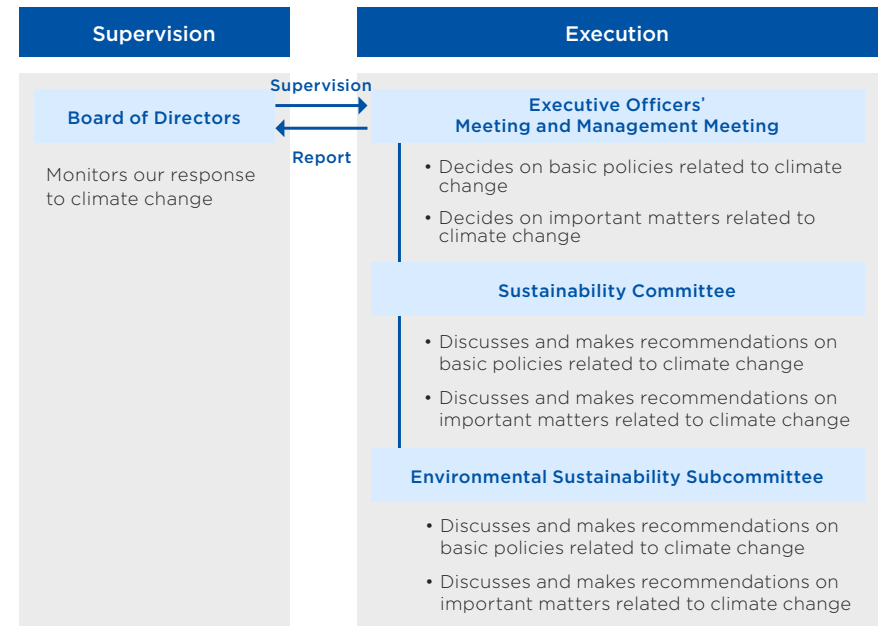 Supervision
Execution
Board of Directors
Monitors our response
to climate change
Supervision
Report
Executive Officers’
Meeting and Management Meeting
• Decides on basic policies related to climate
change
• Decides on important matters related to
climate change
Sustainability Committee
• Discusses and makes recommendations on
basic policies related to climate change
• Discusses and makes recommendations on
important matters related to climate change
Environmental Sustainability Subcommittee
• Discusses and makes recommendations on
basic policies related to climate change
• Discusses and makes recommendations on
important matters related to climate change